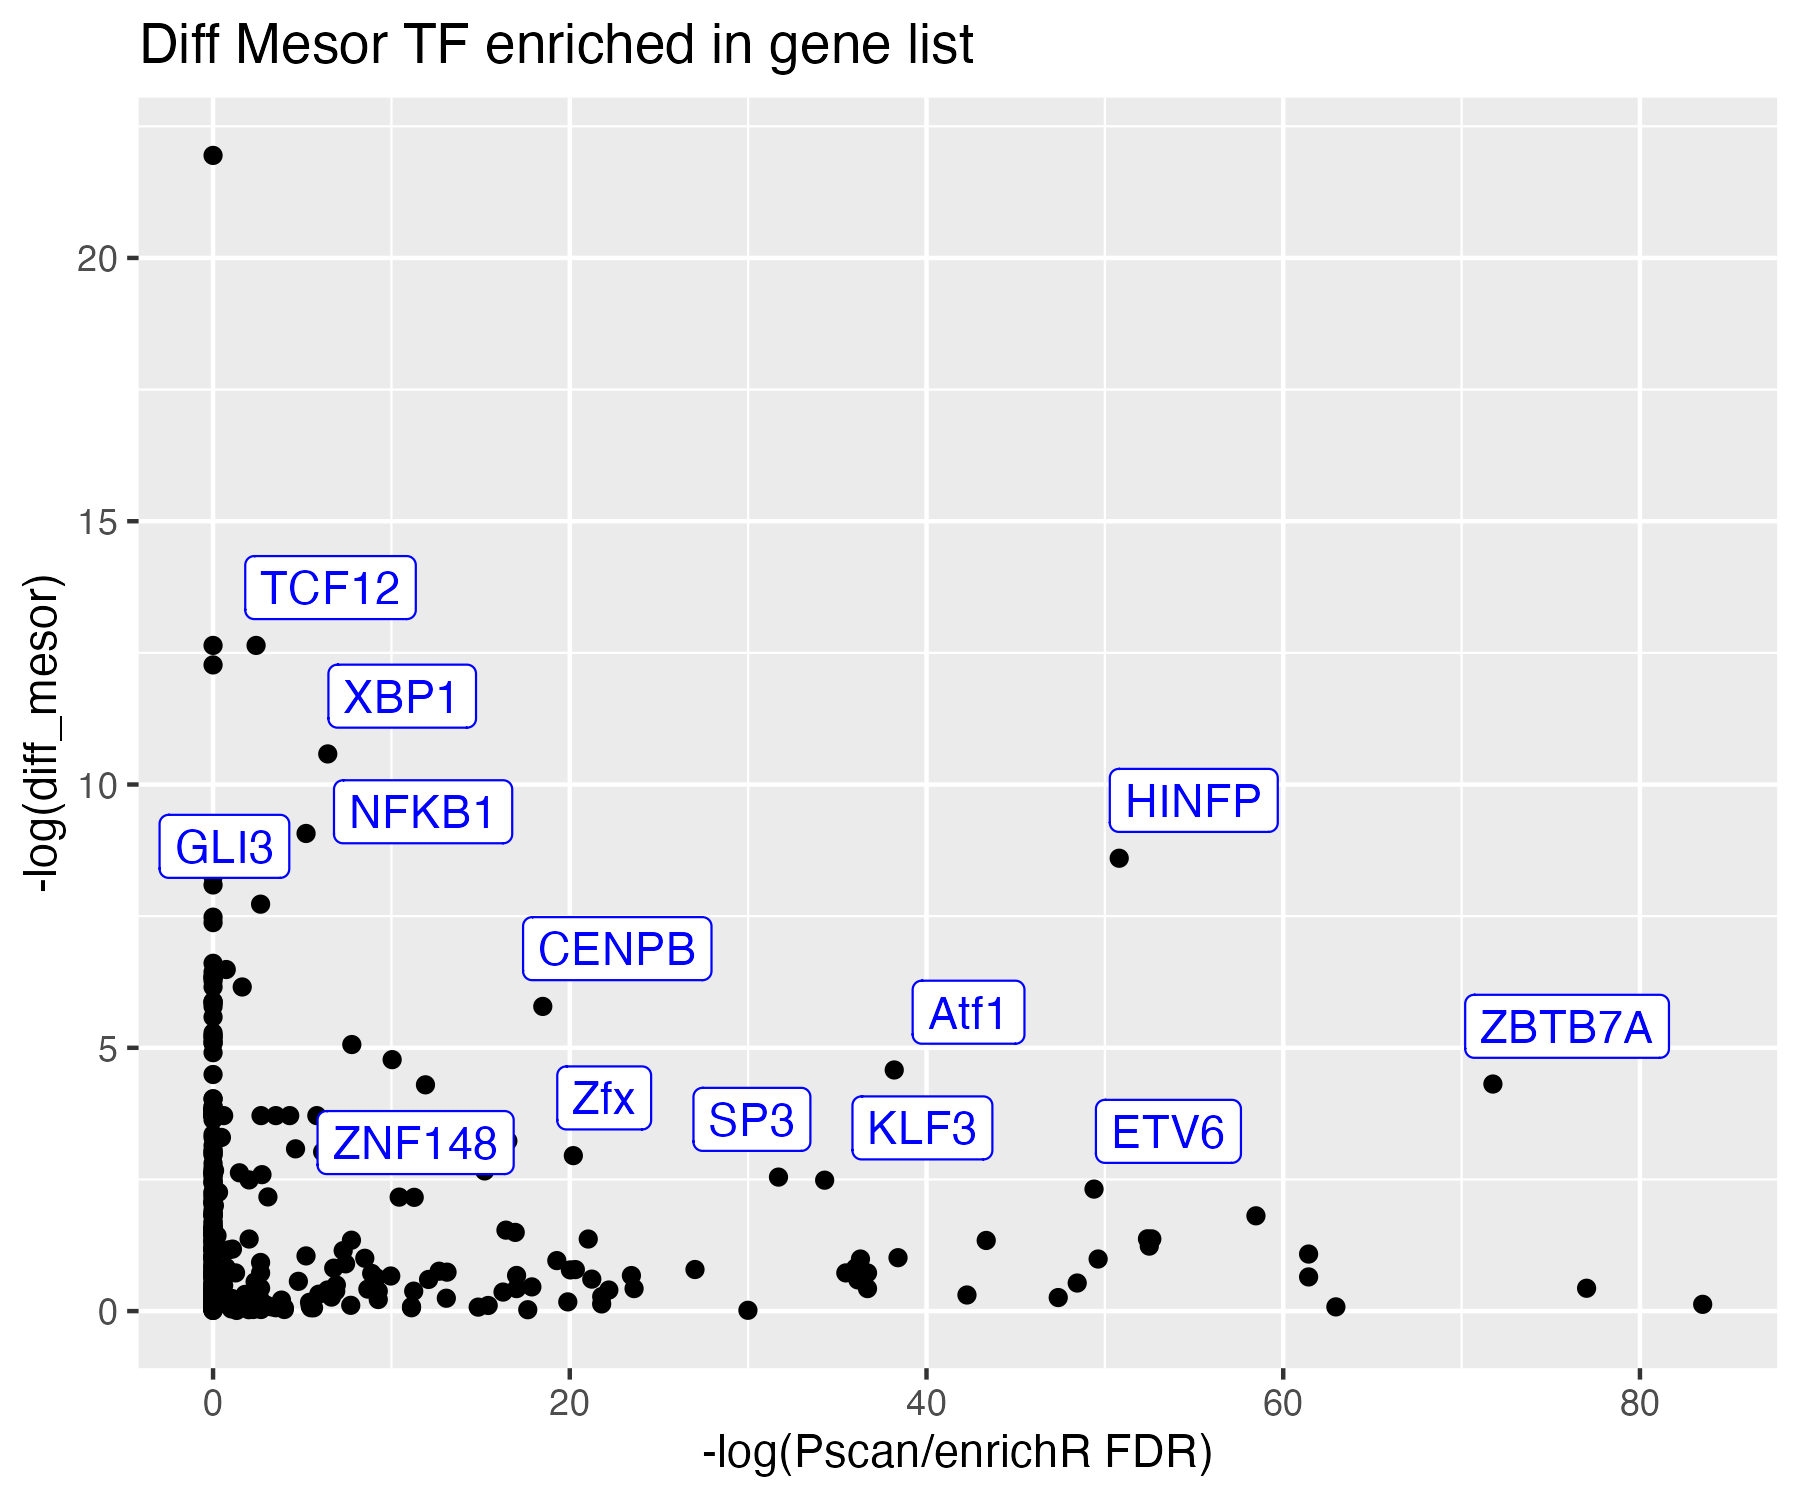 Diff Mesor TF enriched in gene list
-log(diff_mesor)
20
15
10
5
0
TCF12
XBP1
NFKB1
HINFP
GLI3
CENPB
Atf1
ZBTB7A
Zfx
SP3
KLF3
ETV6
ZNF148
0
20
40
60
80
-log(Pscan/enrichR FDR)